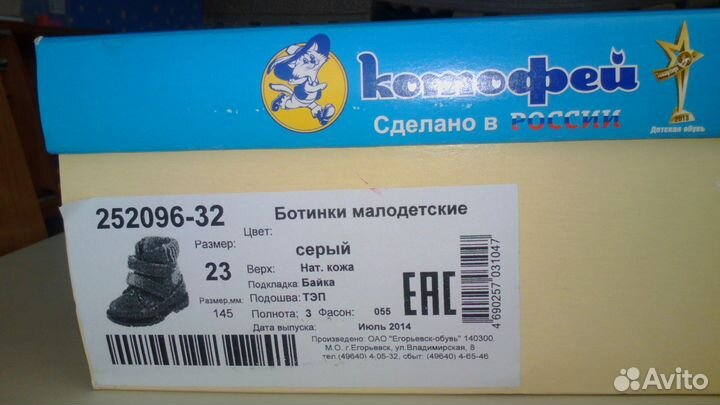 Котофей
Сделано в РОССИИ
2013
Детская обувь
252096-32
Ботинки малодетские
Размер:
Цвет:
серый
23
Верх: Нат. кожа
Подкладка Байка
Размер,мм:
Подошва: ТЭП
145
Полнота: 3 Фасон: 055
Дата выпуска: Июль 2014
EAC
4 690257 031047
Произведено: ОАО "Егорьевск-обувь" 140300,
М.О. г.Егорьевск, ул.Владимирская, 8
тел.(49640) 4-05-32, сбыт: (49640) 4-65-46
Avito